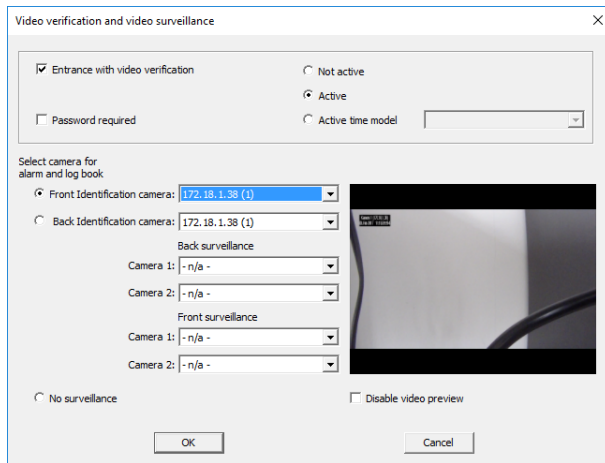 Video verification and video surveillance
Entrance with video verification
Not active
Active
Password required
Active time model
Select camera for
alarm and log book
Front Identification camera: 172.18.1.38 (1)
Back Identification camera: 172.18.1.38 (1)
Back surveillance
Camera 1: - n/a -
Camera 2: - n/a -
Front surveillance
Camera 1: - n/a -
Camera 2: - n/a -
No surveillance
Disable video preview
OK
Cancel